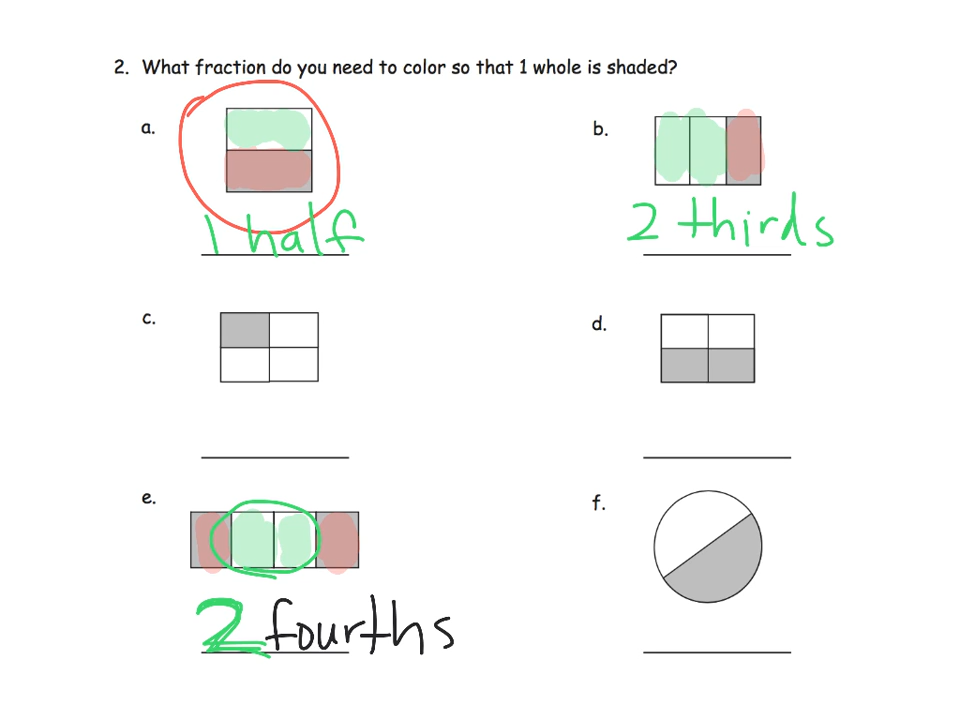 2. What fraction do you need to color so that 1 whole is shaded?
a.
b.
1 half
2 thirds
c.
d.
e.
f.
2 fourths